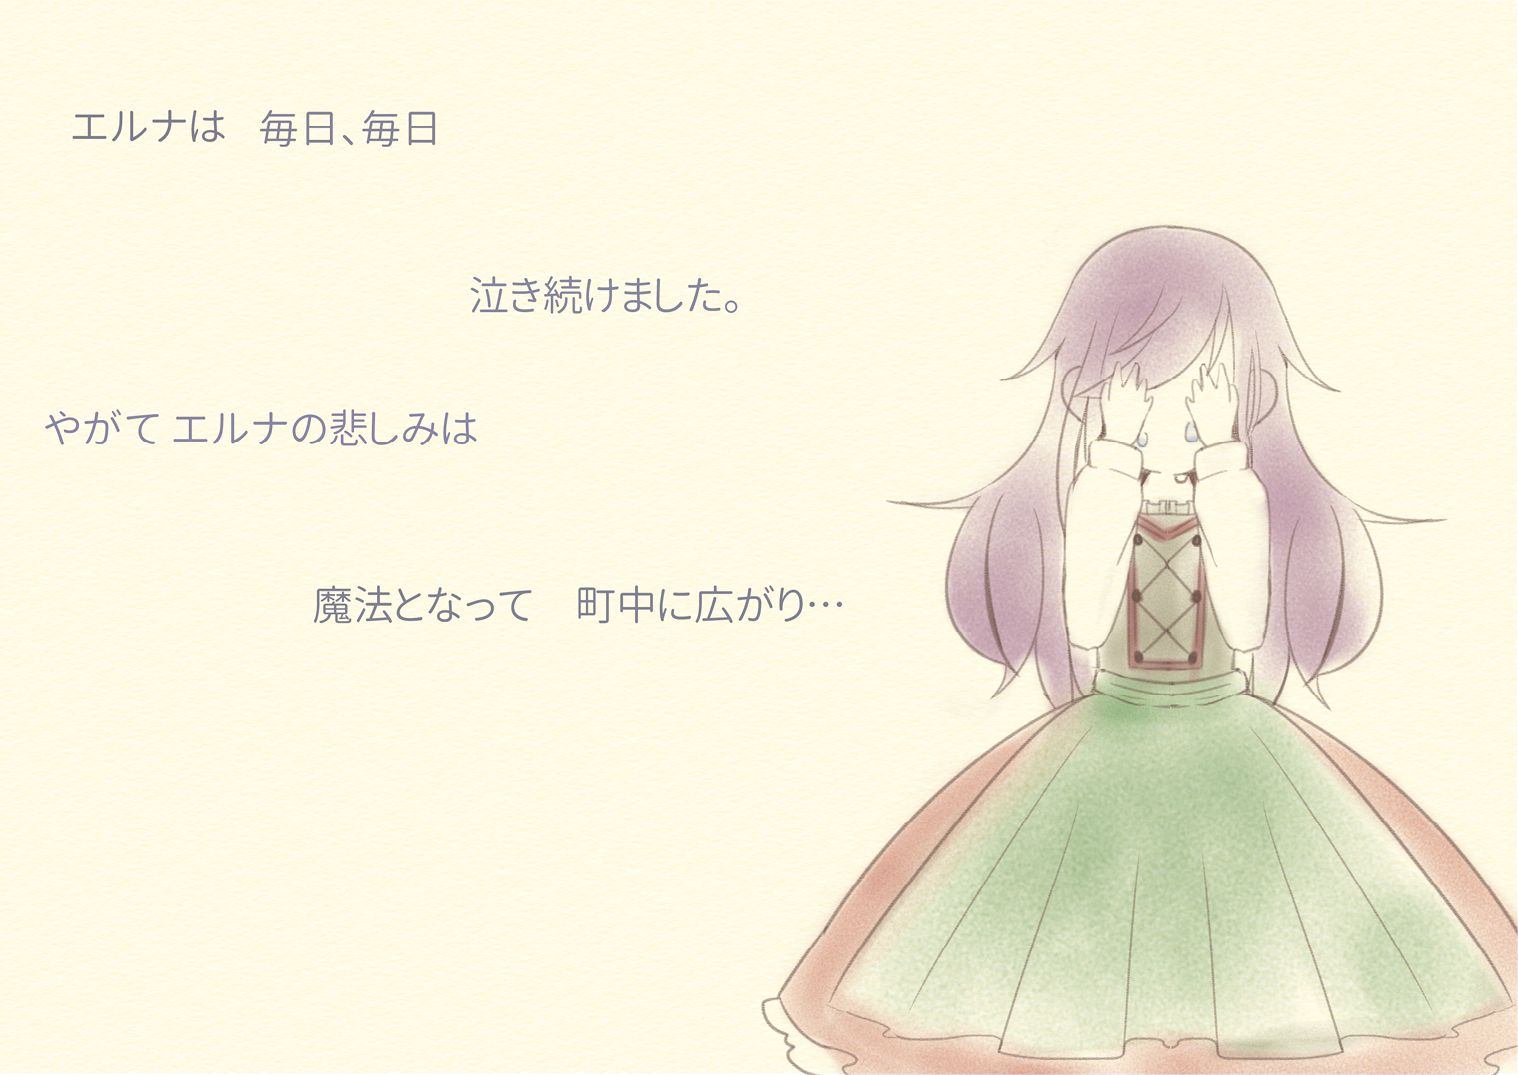 エルナは　毎日、毎日
泣き続けました。
やがて エルナの悲しみは
魔法となって　町中に広がり…